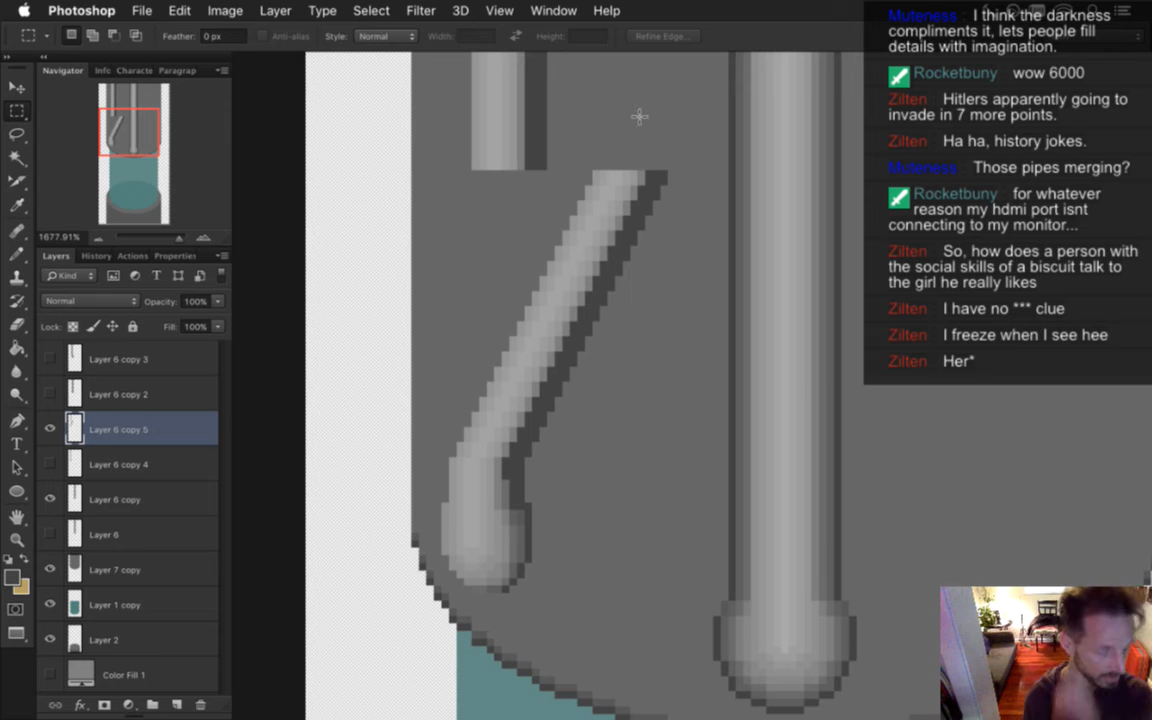 Photoshop File Edit Image Layer Type Select Filter 3D View Window Help
Feather: 0 px Anti-alias Style: Normal Width: Height: Refine Edge...
Navigator Info Characte Paragrap
1677.91%
Layers History Actions Properties
Kind
Normal Opacity: 100%
Lock: Fill: 100%
Layer 6 copy 3
Layer 6 copy 2
Layer 6 copy 5
Layer 6 copy 4
Layer 6 copy
Layer 6
Layer 7 copy
Layer 1 copy
Layer 2
Color Fill 1
fx
Muteness I think the darkness
compliments it, lets people fill
details with imagination.
Rocketbuny wow 6000
Zilten Hitlers apparently going to
invade in 7 more points.
Zilten Ha ha, history jokes.
Muteness Those pipes merging?
Rocketbuny for whatever
reason my hdmi port isnt
connecting to my monitor...
Zilten So, how does a person with
the social skills of a biscuit talk to
the girl he really likes
Zilten I have no *** clue
Zilten I freeze when I see hee
Zilten Her*